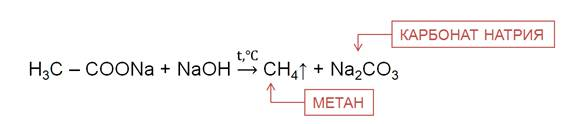 КАРБОНАТ НАТРИЯ
t,°C
H₃C – COONa + NaOH → CH₄↑ + Na₂CO₃
МЕТАН